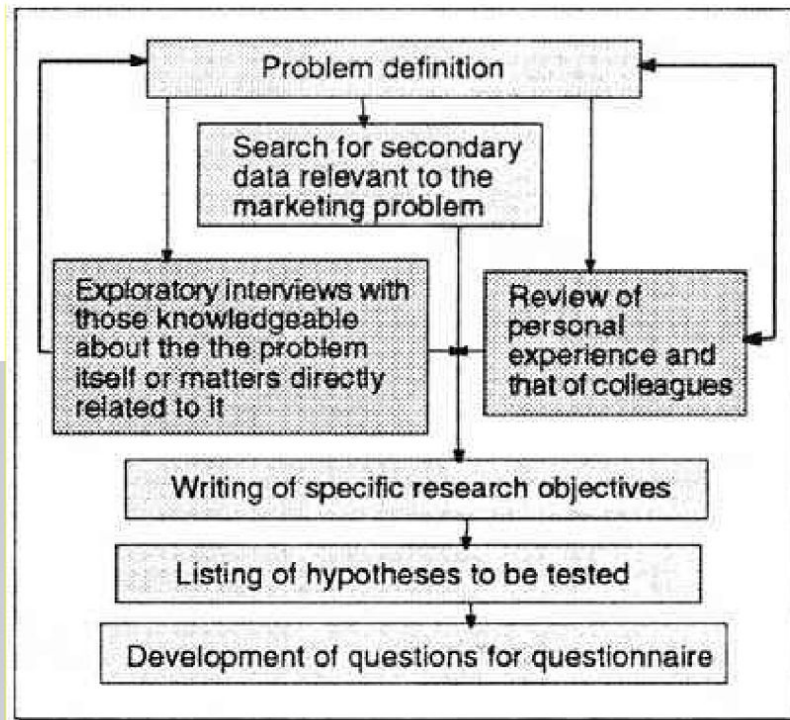 Problem definition
Search for secondary
data relevant to the
marketing problem
Exploratory interviews with
those knowledgeable
about the the problem
itself or matters directly
related to it
Review of
personal
experience and
that of colleagues
Writing of specific research objectives
Listing of hypotheses to be tested
Development of questions for questionnaire